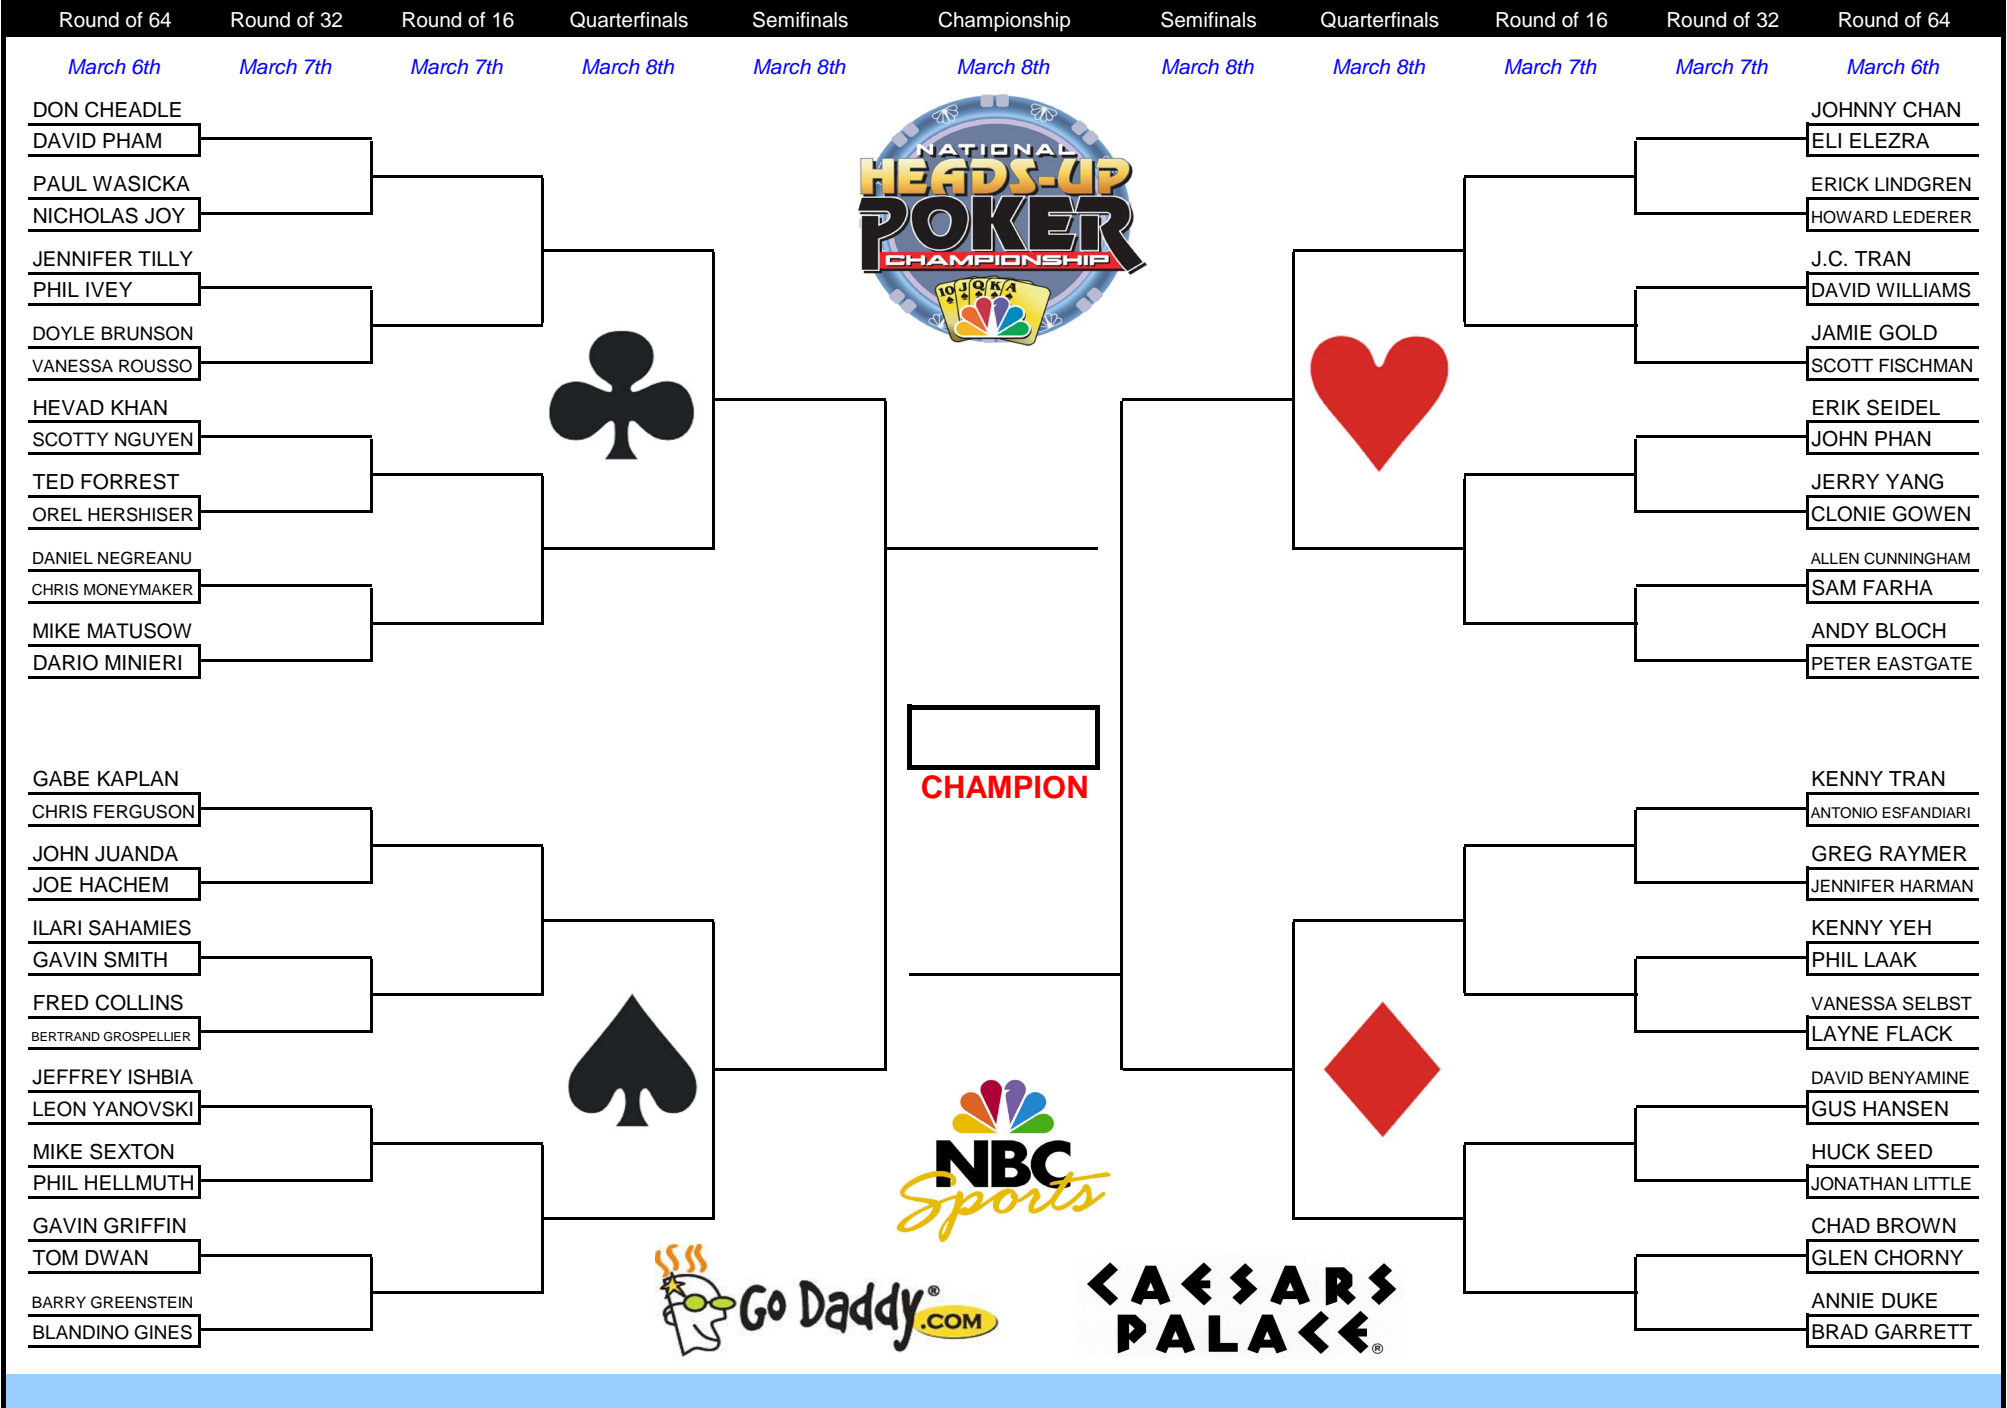 Round of 64 Round of 32 Round of 16 Quarterfinals Semifinals Championship Semifinals Quarterfinals Round of 16 Round of 32 Round of 64
March 6th March 7th March 7th March 8th March 8th March 8th March 8th March 8th March 7th March 7th March 6th
DON CHEADLE
DAVID PHAM
PAUL WASICKA
NICHOLAS JOY
JENNIFER TILLY
PHIL IVEY
DOYLE BRUNSON
VANESSA ROUSSO
HEVAD KHAN
SCOTTY NGUYEN
TED FORREST
OREL HERSHISER
DANIEL NEGREANU
CHRIS MONEYMAKER
MIKE MATUSOW
DARIO MINIERI
GABE KAPLAN
CHRIS FERGUSON
JOHN JUANDA
JOE HACHEM
ILARI SAHAMIES
GAVIN SMITH
FRED COLLINS
BERTRAND GROSPELLIER
JEFFREY ISHBIA
LEON YANOVSKI
MIKE SEXTON
PHIL HELLMUTH
GAVIN GRIFFIN
TOM DWAN
BARRY GREENSTEIN
BLANDINO GINES
NATIONAL
HEADS-UP
POKER
CHAMPIONSHIP
10 J Q K A
CHAMPION
NBC
Sports
Go Daddy®
.COM
CAESARS
PALACE®
JOHNNY CHAN
ELI ELEZRA
ERICK LINDGREN
HOWARD LEDERER
J.C. TRAN
DAVID WILLIAMS
JAMIE GOLD
SCOTT FISCHMAN
ERIK SEIDEL
JOHN PHAN
JERRY YANG
CLONIE GOWEN
ALLEN CUNNINGHAM
SAM FARHA
ANDY BLOCH
PETER EASTGATE
KENNY TRAN
ANTONIO ESFANDIARI
GREG RAYMER
JENNIFER HARMAN
KENNY YEH
PHIL LAAK
VANESSA SELBST
LAYNE FLACK
DAVID BENYAMINE
GUS HANSEN
HUCK SEED
JONATHAN LITTLE
CHAD BROWN
GLEN CHORNY
ANNIE DUKE
BRAD GARRETT